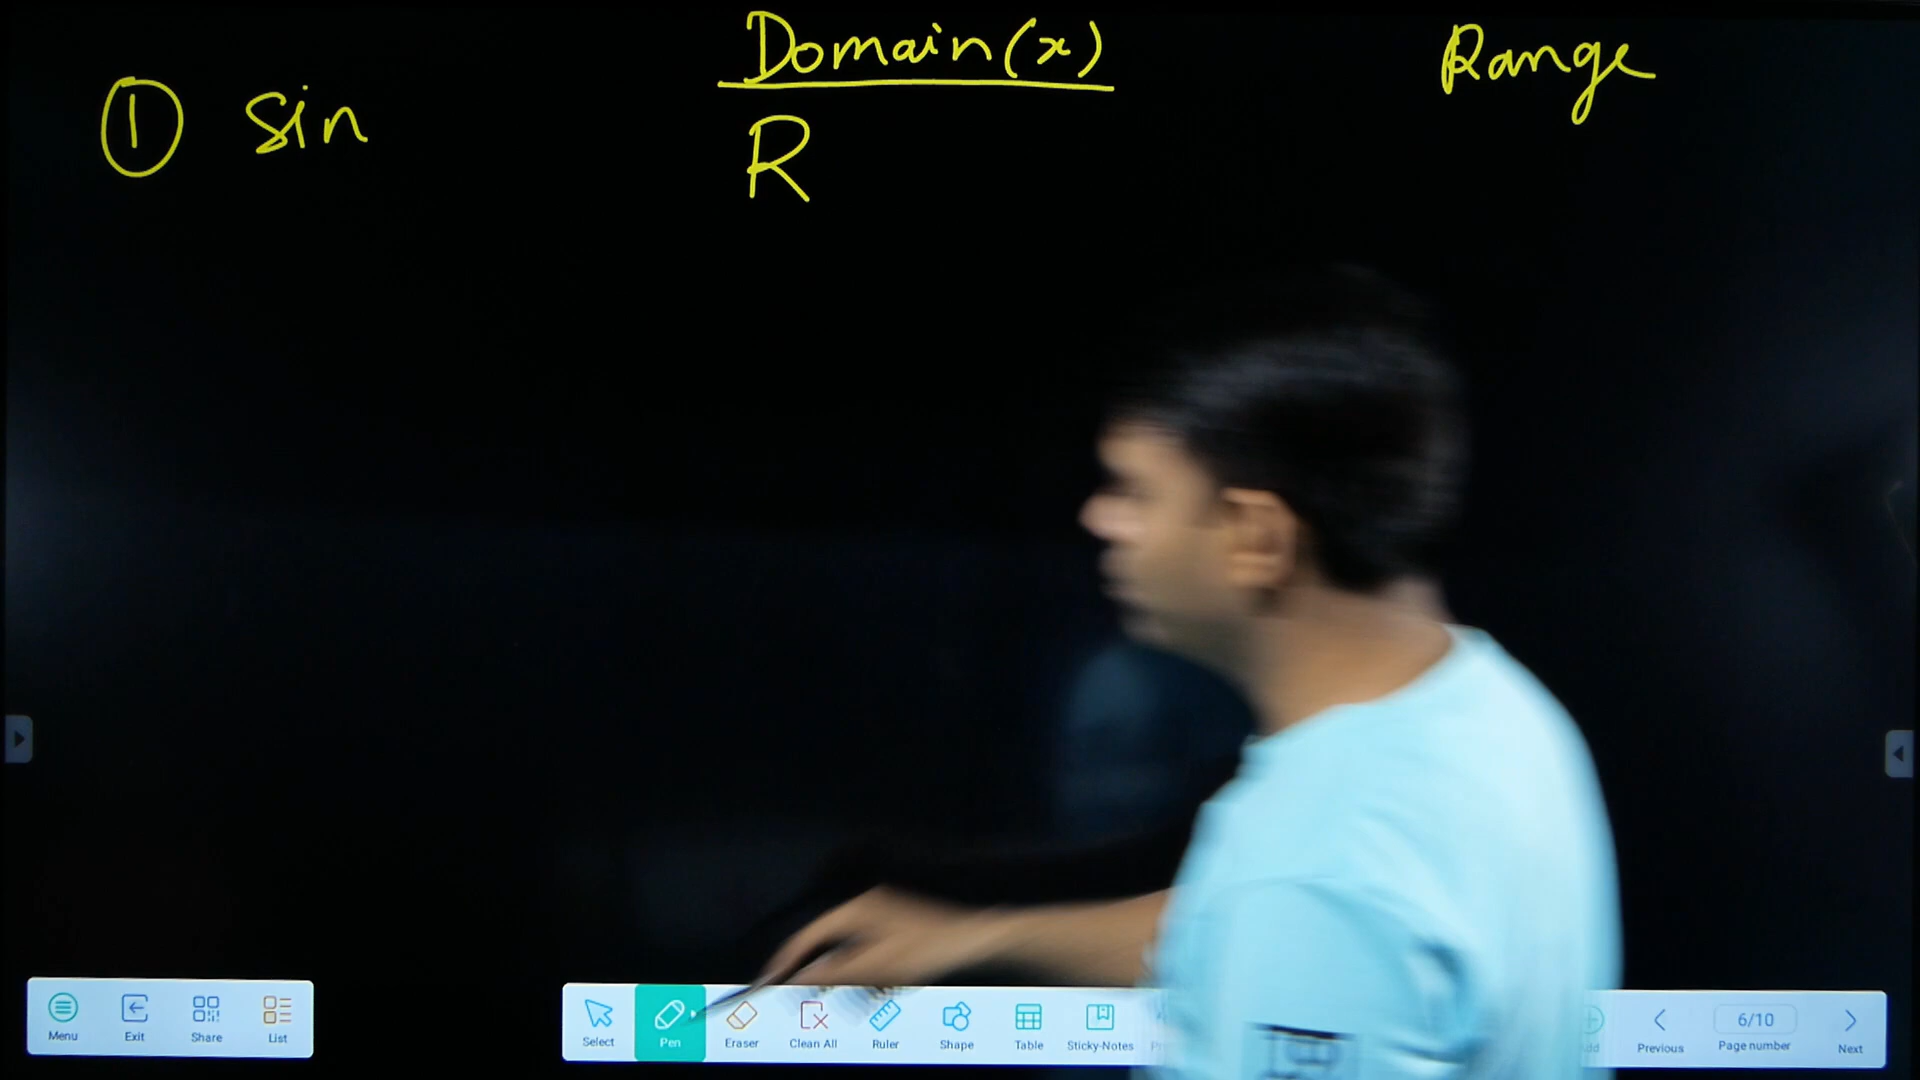 Domain (x) Range
① Sin R
Menu Exit Share List
Select Pen Eraser Clean All Ruler Shape Table Sticky-Notes
Previous 6/10 Page number Next